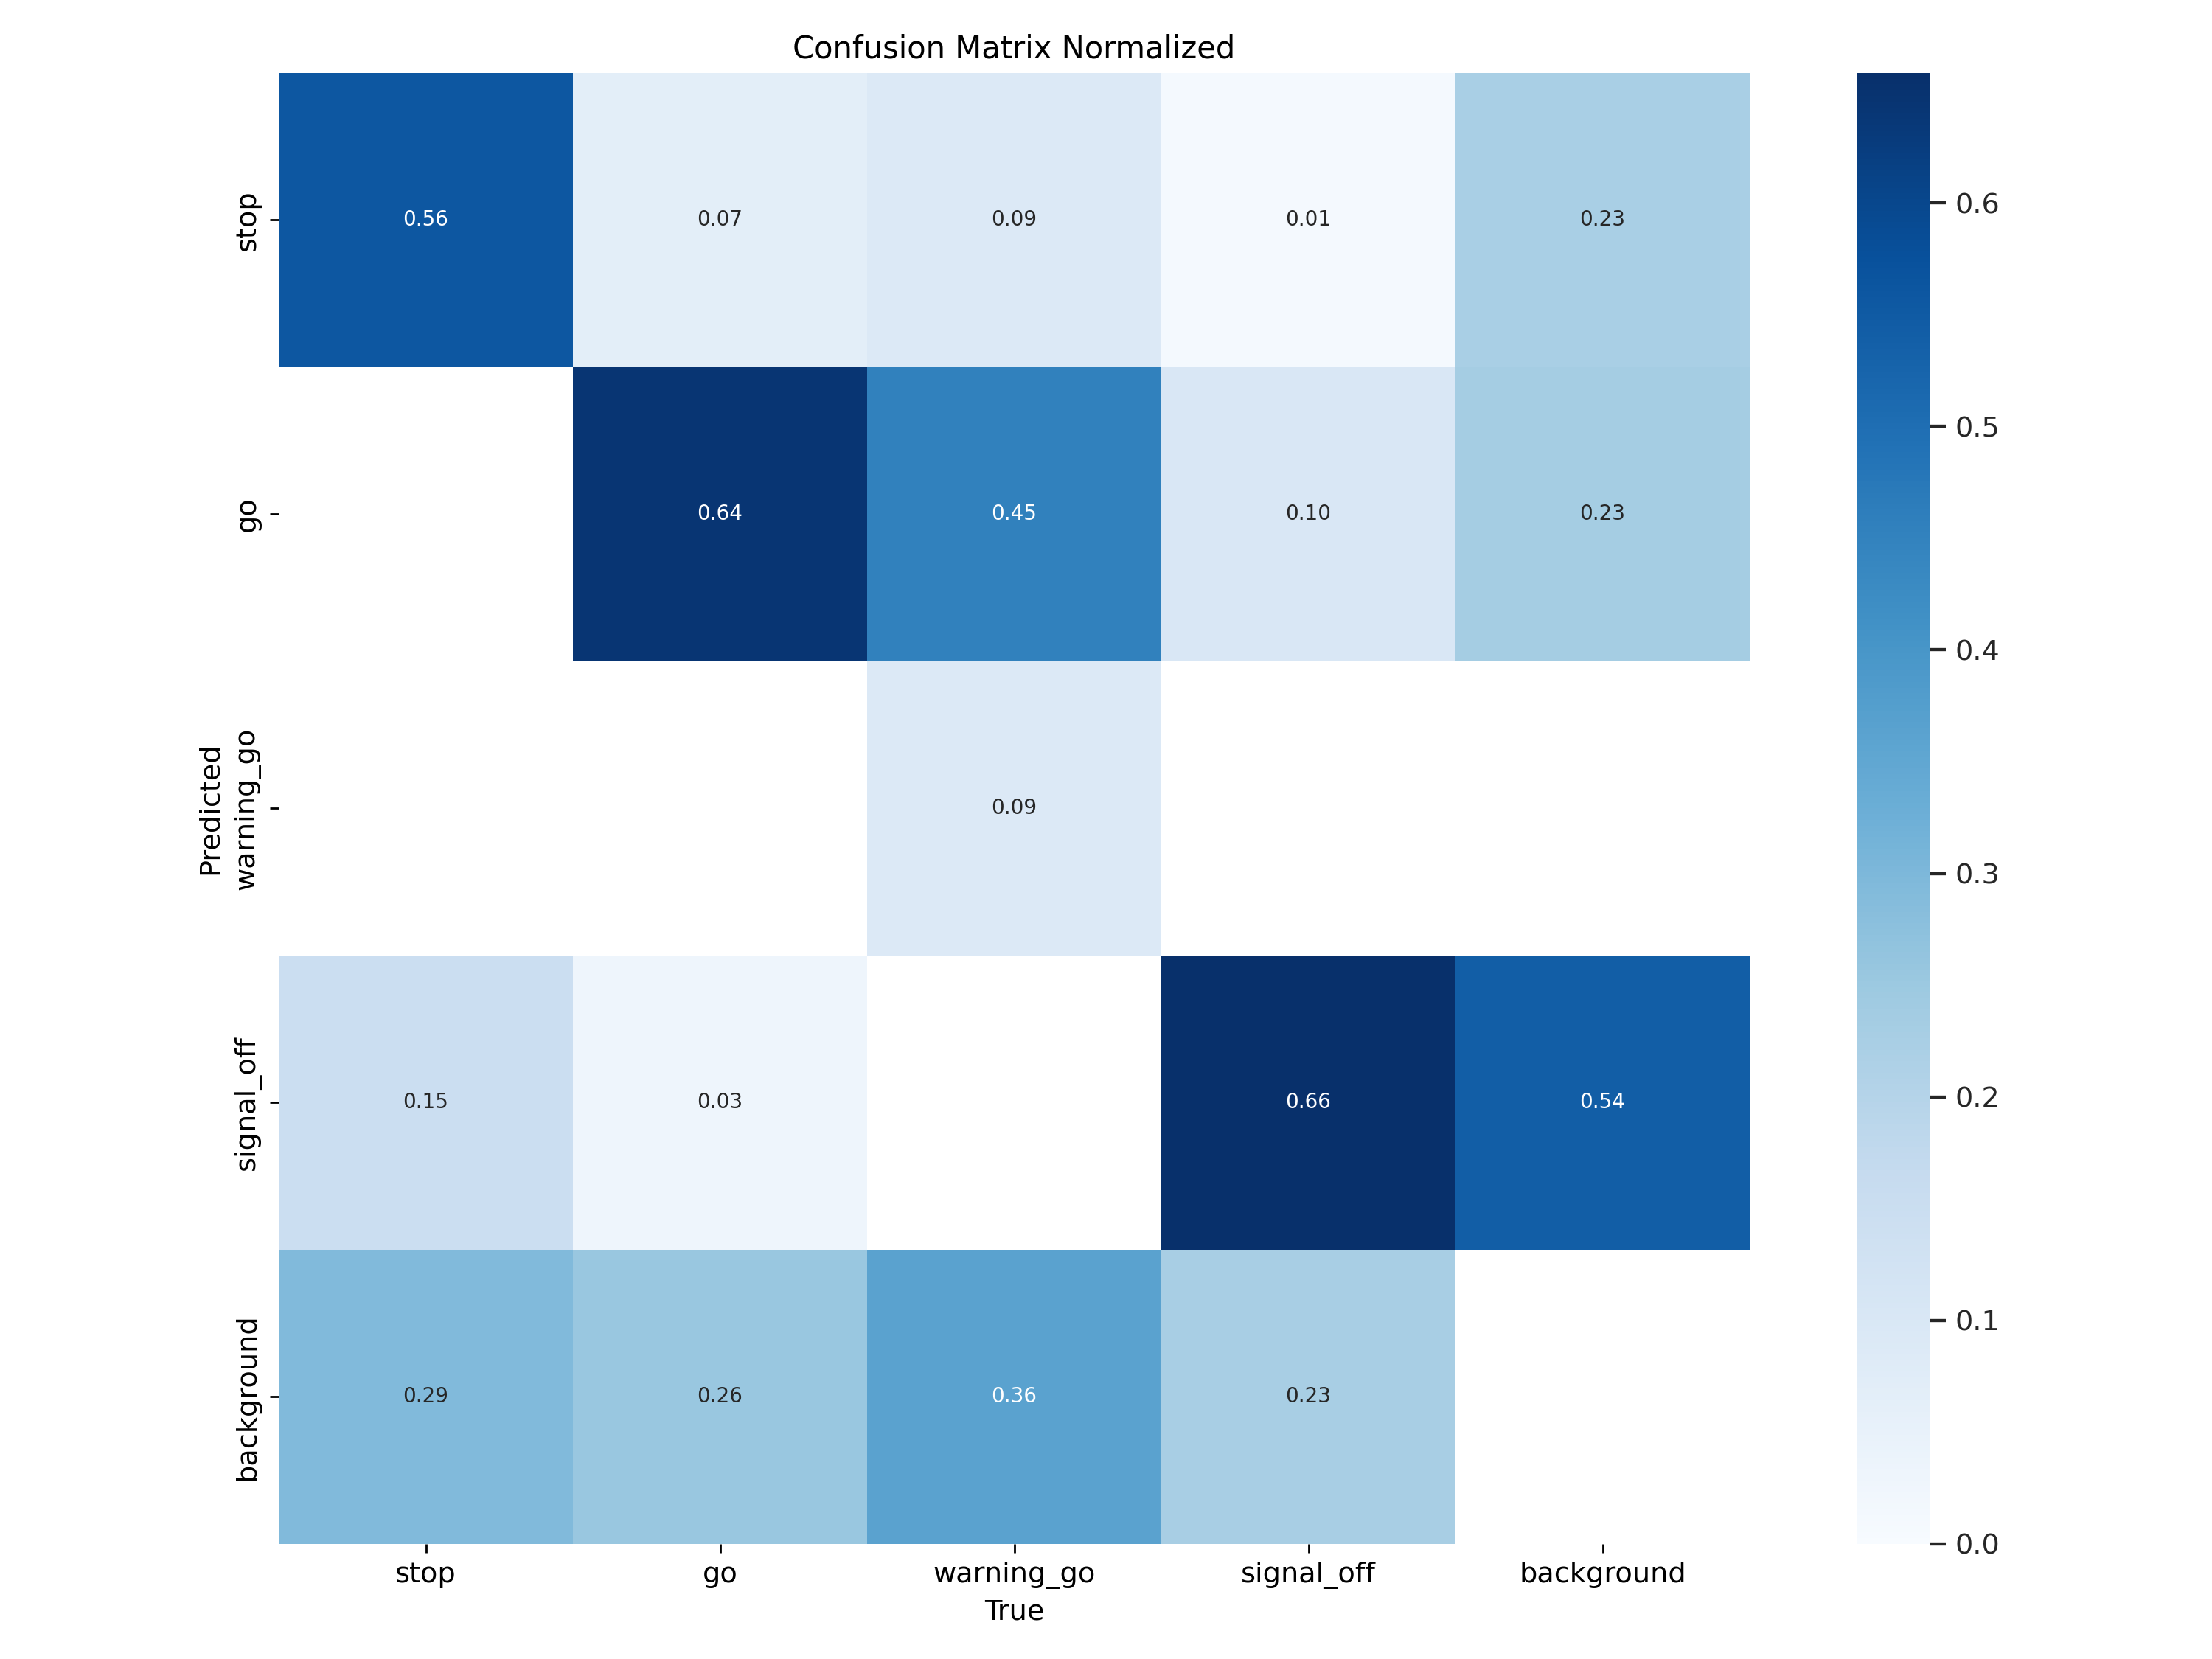 Confusion Matrix Normalized
stop
0.56
0.07
0.09
0.01
0.23
go
0.64
0.45
0.10
0.23
Predicted
warning_go
0.09
signal_off
0.15
0.03
0.66
0.54
background
0.29
0.26
0.36
0.23
stop
go
warning_go
signal_off
background
True
0.6
0.5
0.4
0.3
0.2
0.1
0.0